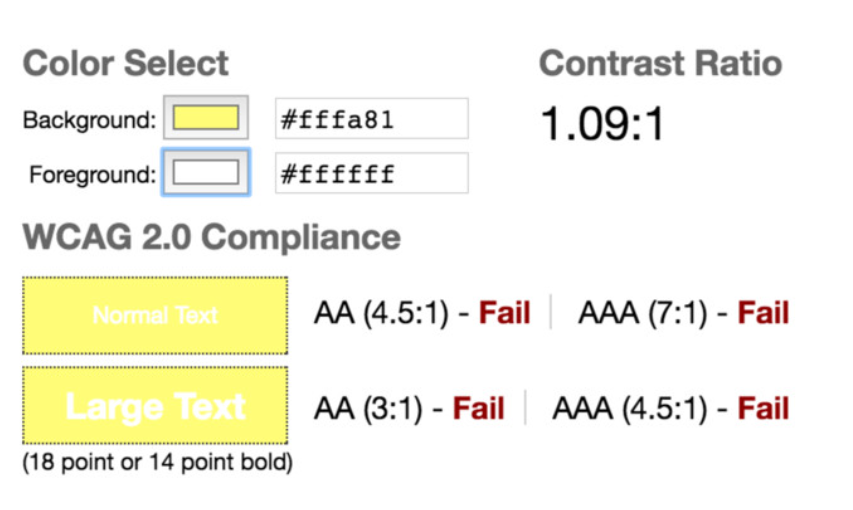 Color Select
Background: #fffa81
Foreground: #ffffff
Contrast Ratio
1.09:1
WCAG 2.0 Compliance
Normal Text AA (4.5:1) - Fail AAA (7:1) - Fail
Large Text AA (3:1) - Fail AAA (4.5:1) - Fail
(18 point or 14 point bold)